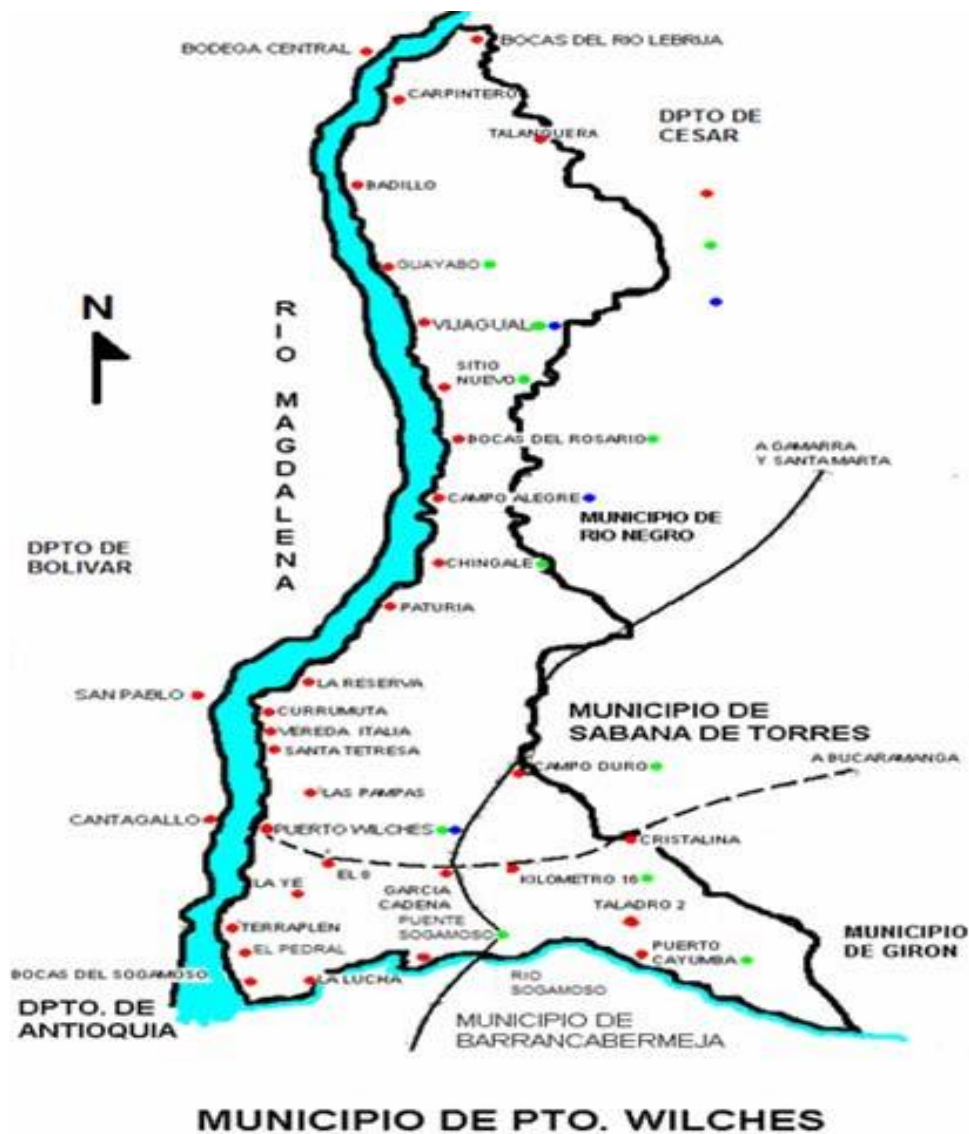 BOCAS DEL RIO LEBRIJA
BODEGA CENTRAL
CARPINTERO
DPTO DE
CESAR
TALANQUERA
BADILLO
GUAYABO
N
RIO MAGDALENA
VIJAGUAL
SITIO
NUEVO
BOCAS DEL ROSARIO
A GAMARRA
Y SANTA MARTA
CAMPO ALEGRE
MUNICIPIO DE
RIO NEGRO
DPTO DE
BOLIVAR
CHINGALE
PATURIA
LA RESERVA
SAN PABLO
CURRUMUTA
MUNICIPIO DE
SABANA DE TORRES
VEREDA ITALIA
SANTA TETRESA
CAMPO DURO
A BUCARAMANGA
LAS PAMPAS
CANTAGALLO
PUERTO WILCHES
CRISTALINA
EL 8
GARCIA
CADENA
KILOMETRO 16
LA YE
TALADRO 2
PUENTE
SOGAMOSO
TERRAPLEN
MUNICIPIO
DE GIRON
EL PEDRAL
PUERTO
CAYUMBA
BOCAS DEL SOGAMOSO
LA LUCHA
RIO
SOGAMOSO
DPTO. DE
ANTIOQUIA
MUNICIPIO DE
BARRANCABERMEJA
MUNICIPIO DE PTO. WILCHES